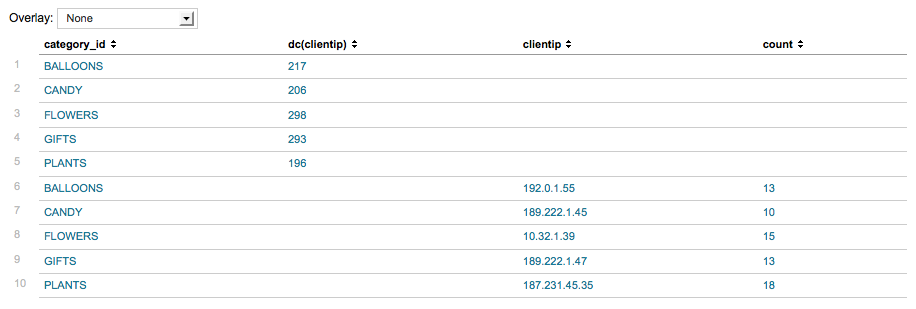 Overlay: None
category_id dc(clientip) clientip count
1 BALLOONS 217
2 CANDY 206
3 FLOWERS 298
4 GIFTS 293
5 PLANTS 196
6 BALLOONS 192.0.1.55 13
7 CANDY 189.222.1.45 10
8 FLOWERS 10.32.1.39 15
9 GIFTS 189.222.1.47 13
10 PLANTS 187.231.45.35 18